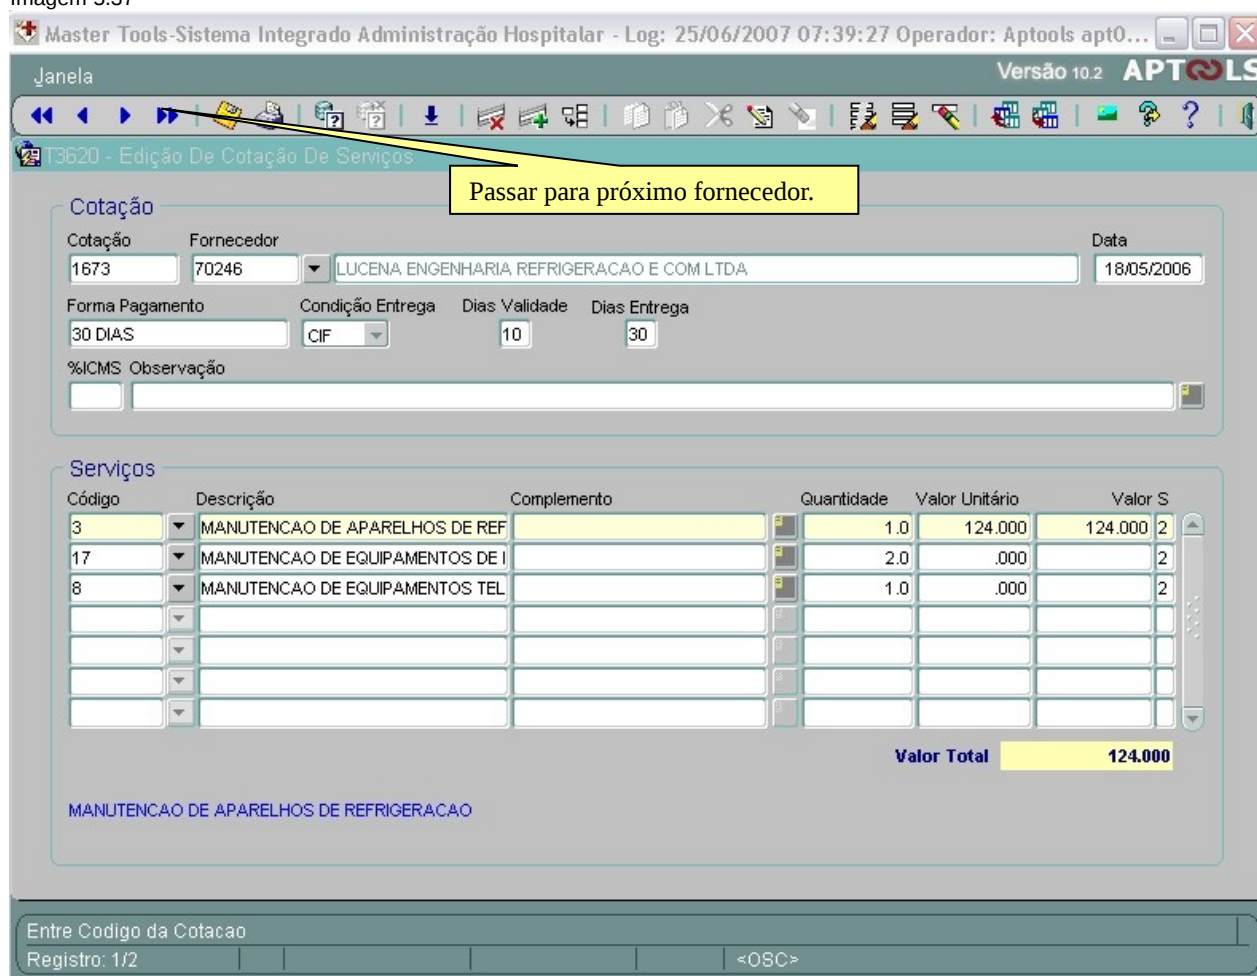 Imagem 5.37
Master Tools-Sistema Integrado Administração Hospitalar - Log: 25/06/2007 07:39:27 Operador: Aptools apt0...
Janela
Versão 10.2 APTOOLS
T3620 - Edição De Cotação De Serviços
Passar para próximo fornecedor.
Cotação
Cotação Fornecedor Data
1673 70246 LUCENA ENGENHARIA REFRIGERACAO E COM LTDA 18/05/2006
Forma Pagamento Condição Entrega Dias Validade Dias Entrega
30 DIAS CIF 10 30
%ICMS Observação
Serviços
Código Descrição Complemento Quantidade Valor Unitário Valor S
3 MANUTENCAO DE APARELHOS DE REF 1.0 124.000 124.000 2
17 MANUTENCAO DE EQUIPAMENTOS DE I 2.0 .000 2
8 MANUTENCAO DE EQUIPAMENTOS TEL 1.0 .000 2
Valor Total 124.000
MANUTENCAO DE APARELHOS DE REFRIGERACAO
Entre Codigo da Cotacao
Registro: 1/2 <OSC>